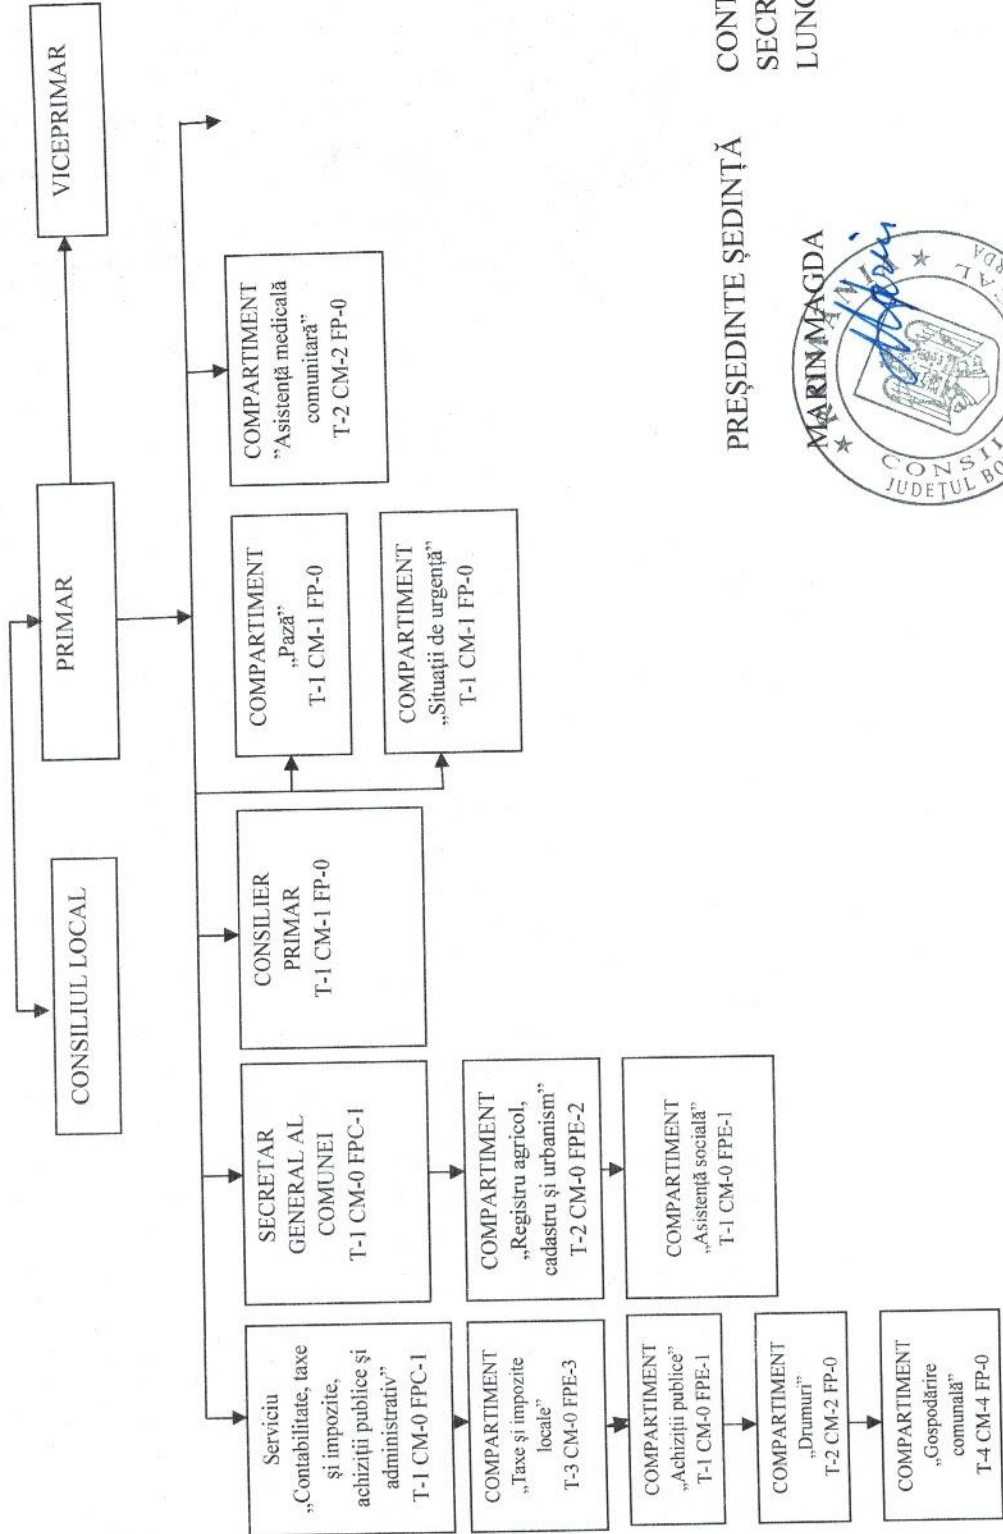 CONSILIUL LOCAL
PRIMAR
VICEPRIMAR
Serviciu
„Contabilitate, taxe
și impozite,
achiziții publice și
administrativ”
T-1 CM-0 FPC-1
COMPARTIMENT
„Taxe și impozite
locale”
T-3 CM-0 FPE-3
COMPARTIMENT
„Achiziții publice”
T-1 CM-0 FPE-1
COMPARTIMENT
„Drumuri”
T-2 CM-2 FP-0
COMPARTIMENT
„Gospodărire
comunală”
T-4 CM-4 FP-0
SECRETAR
GENERAL AL
COMUNEI
T-1 CM-0 FPC-1
COMPARTIMENT
„Registru agricol,
cadastru și urbanism”
T-2 CM-0 FPE-2
COMPARTIMENT
„Asistență socială”
T-1 CM-0 FPE-1
CONSILIER
PRIMAR
T-1 CM-1 FP-0
COMPARTIMENT
„Pază”
T-1 CM-1 FP-0
COMPARTIMENT
„Situații de urgență”
T-1 CM-1 FP-0
COMPARTIMENT
”Asistență medicală
comunitară”
T-2 CM-2 FP-0
PREȘEDINTE ȘEDINȚĂ
MARIN MAGDA
CONT
SECR
LUNG
ROMANIA
CONSIL
JUDEȚUL BO